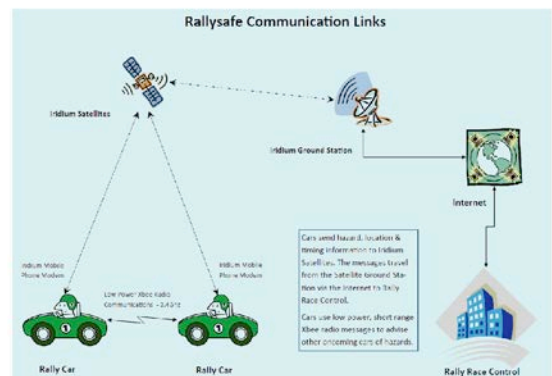 Rallysafe Communication Links
Iridium Satellites
Iridium Ground Station
Internet
Iridium Mobile
Phone Modem
Iridium Mobile
Phone Modem
Low Power Xbee Radio
Communications - 2.4GHz
Cars send hazard, location &
timing information to Iridium
Satellites. The messages travel
from the Satellite Ground Sta-
tion via the Internet to Rally
Race Control.
Cars use low power, short range
Xbee radio messages to advise
other oncoming cars of hazards.
1
1
Rally Car
Rally Car
Rally Race Control